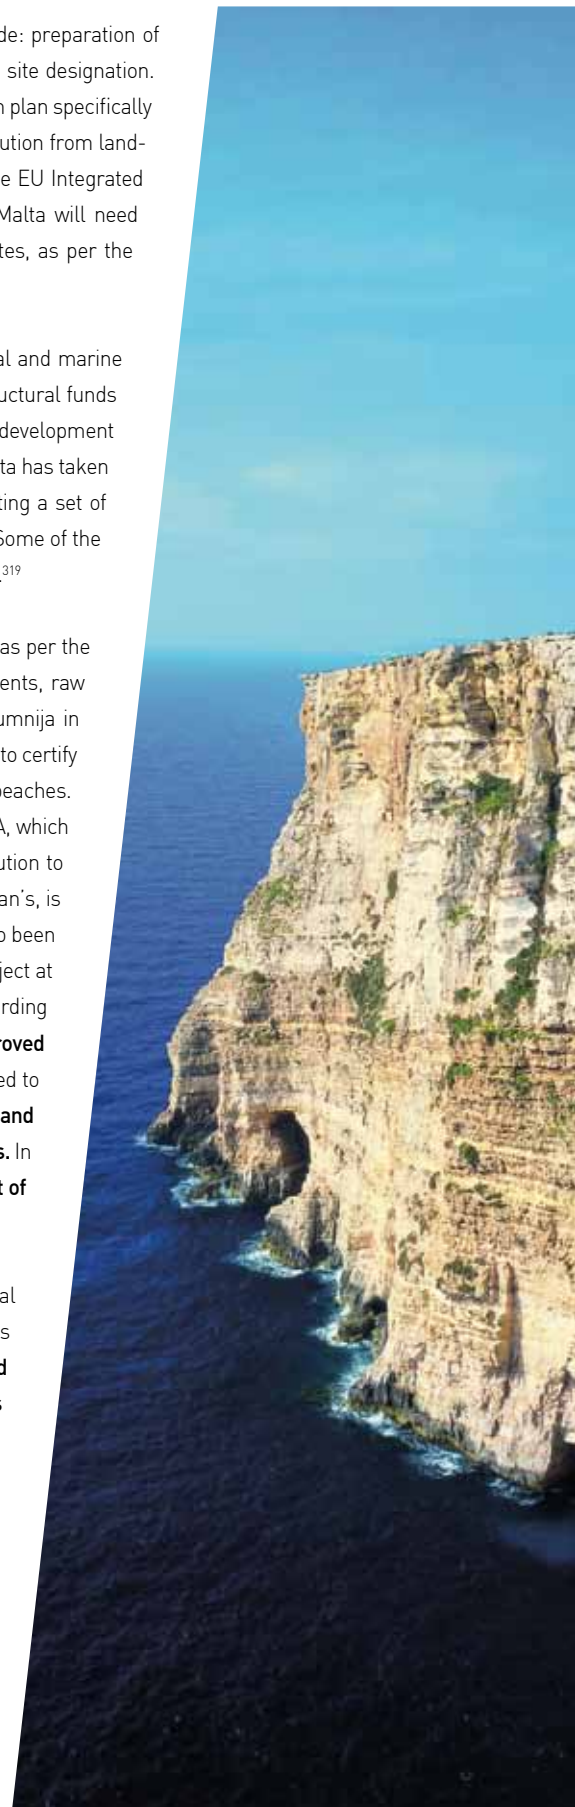 de: preparation of
site designation.
plan specifically
ution from land-
e EU Integrated
Malta will need
tes, as per the
al and marine
uctural funds
development
ta has taken
ting a set of
Some of the
.319
as per the
ents, raw
umnija in
to certify
beaches.
A, which
ution to
an's, is
o been
ject at
rding
roved
ed to
and
s. In
t of
al
s
d
s